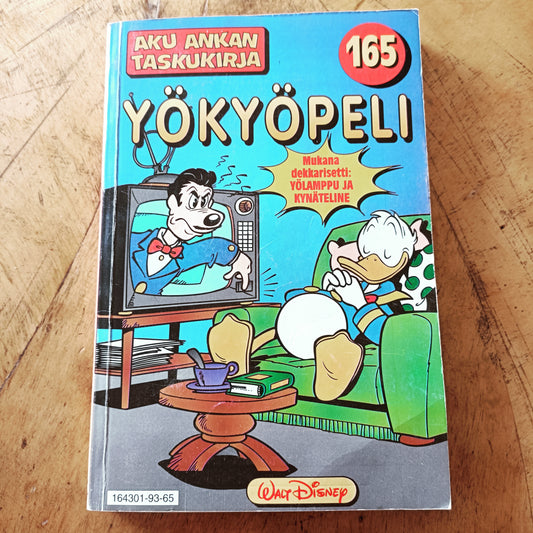 AKU ANKAN
TASKUKIRJA
165
YÖKYÖPELI
Mukana
dekkarisetti:
YÖLAMPPU JA
KYNÄTELINE
164301-93-65
WALT DISNEY